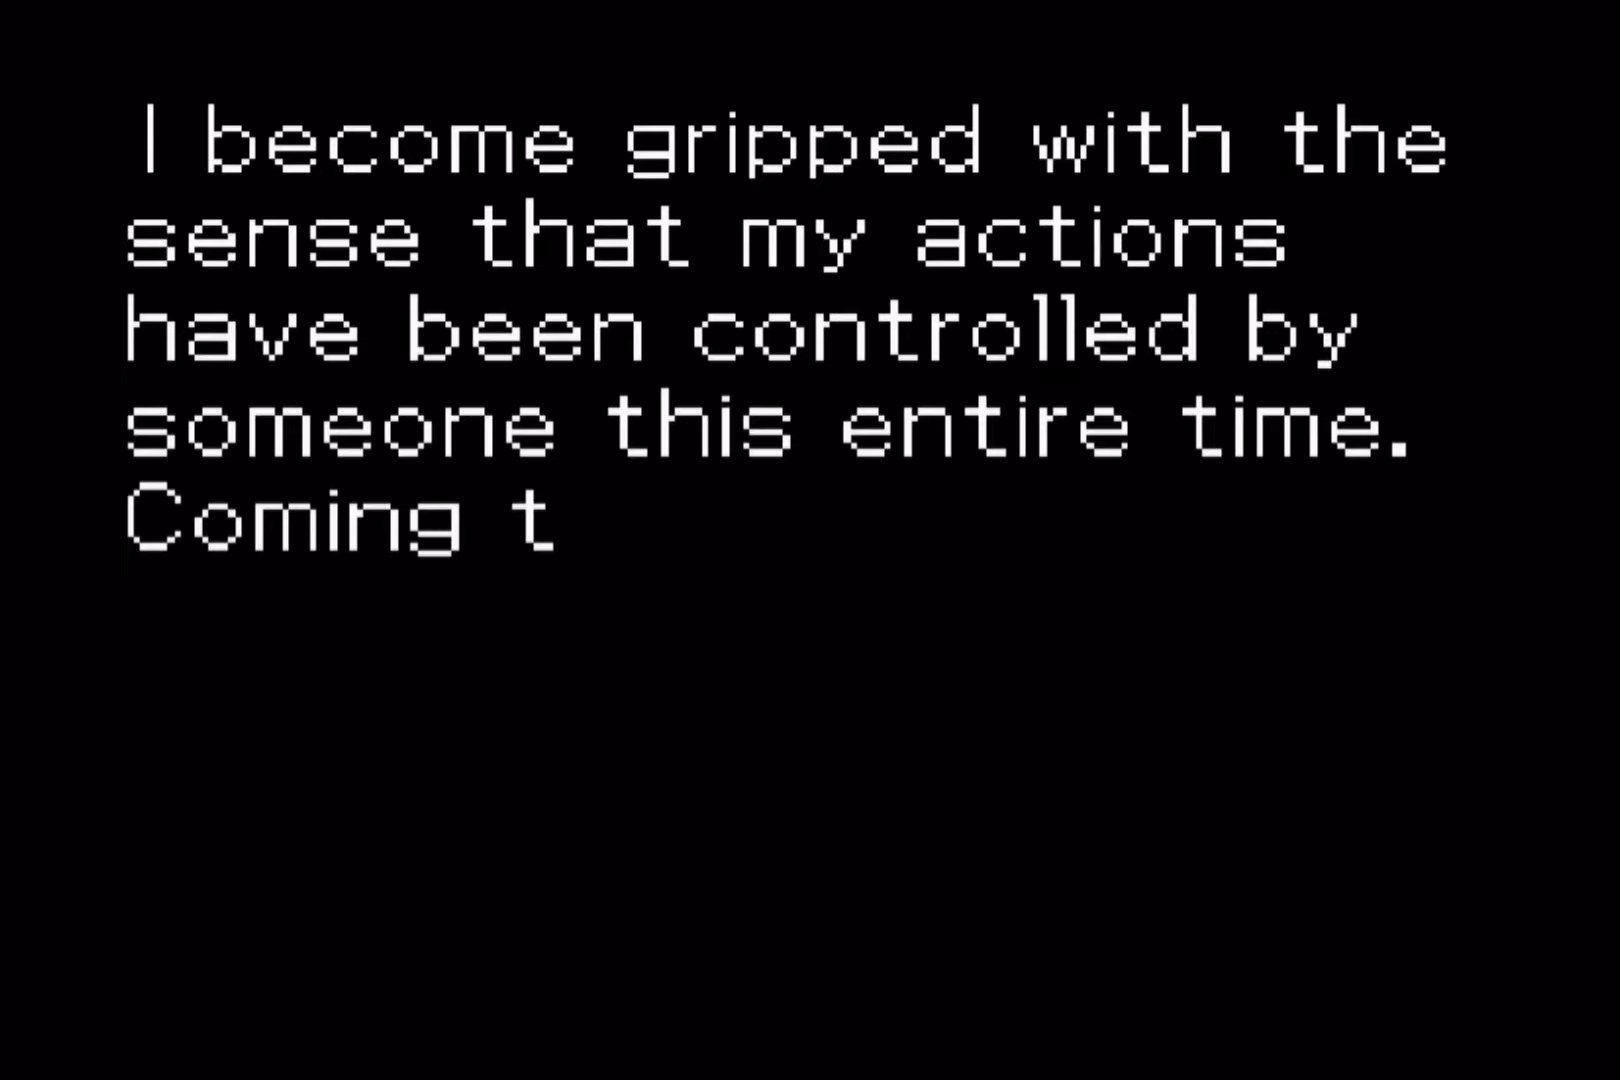 I become gripped with the
sense that my actions
have been controlled by
someone this entire time.
Coming t